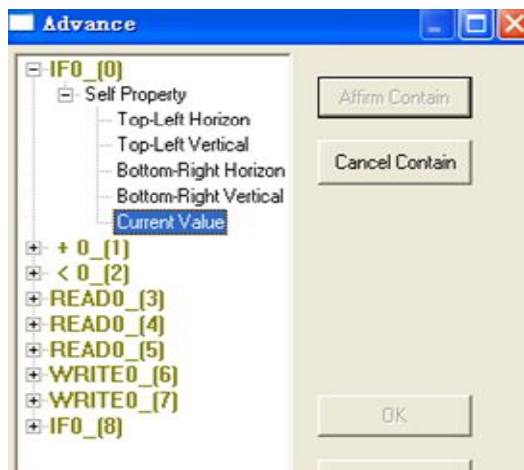 Advance
IF0_(0)
Self Property
Top-Left Horizon
Top-Left Vertical
Bottom-Right Horizon
Bottom-Right Vertical
Current Value
+ 0_(1)
< 0_(2)
READ0_(3)
READ0_(4)
READ0_(5)
WRITE0_(6)
WRITE0_(7)
IF0_(8)
Affirm Contain
Cancel Contain
OK